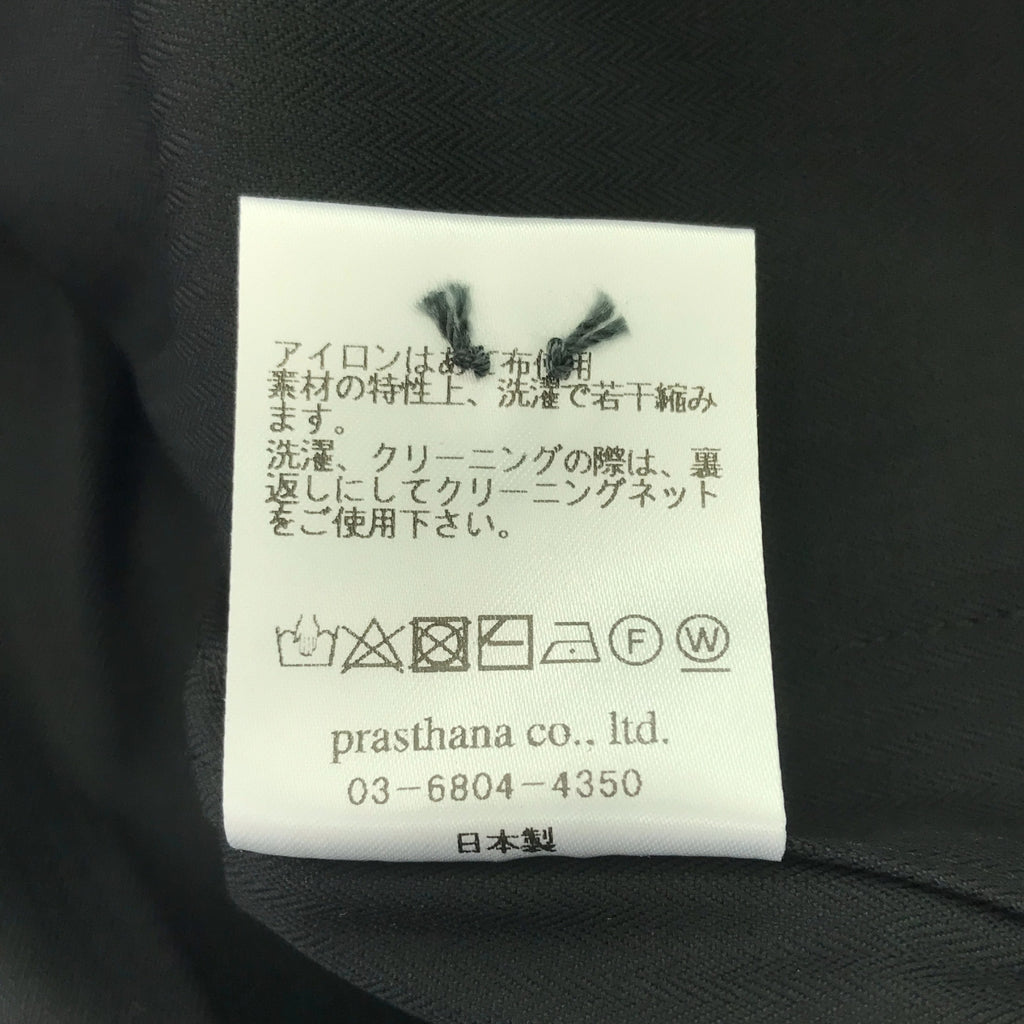 アイロンはあて布使用
素材の特性上、洗濯で若干縮み
ます。
洗濯、クリーニングの際は、裏
返しにしてクリーニングネット
をご使用下さい。
F W
prasthana co., ltd.
03-6804-4350
日本製